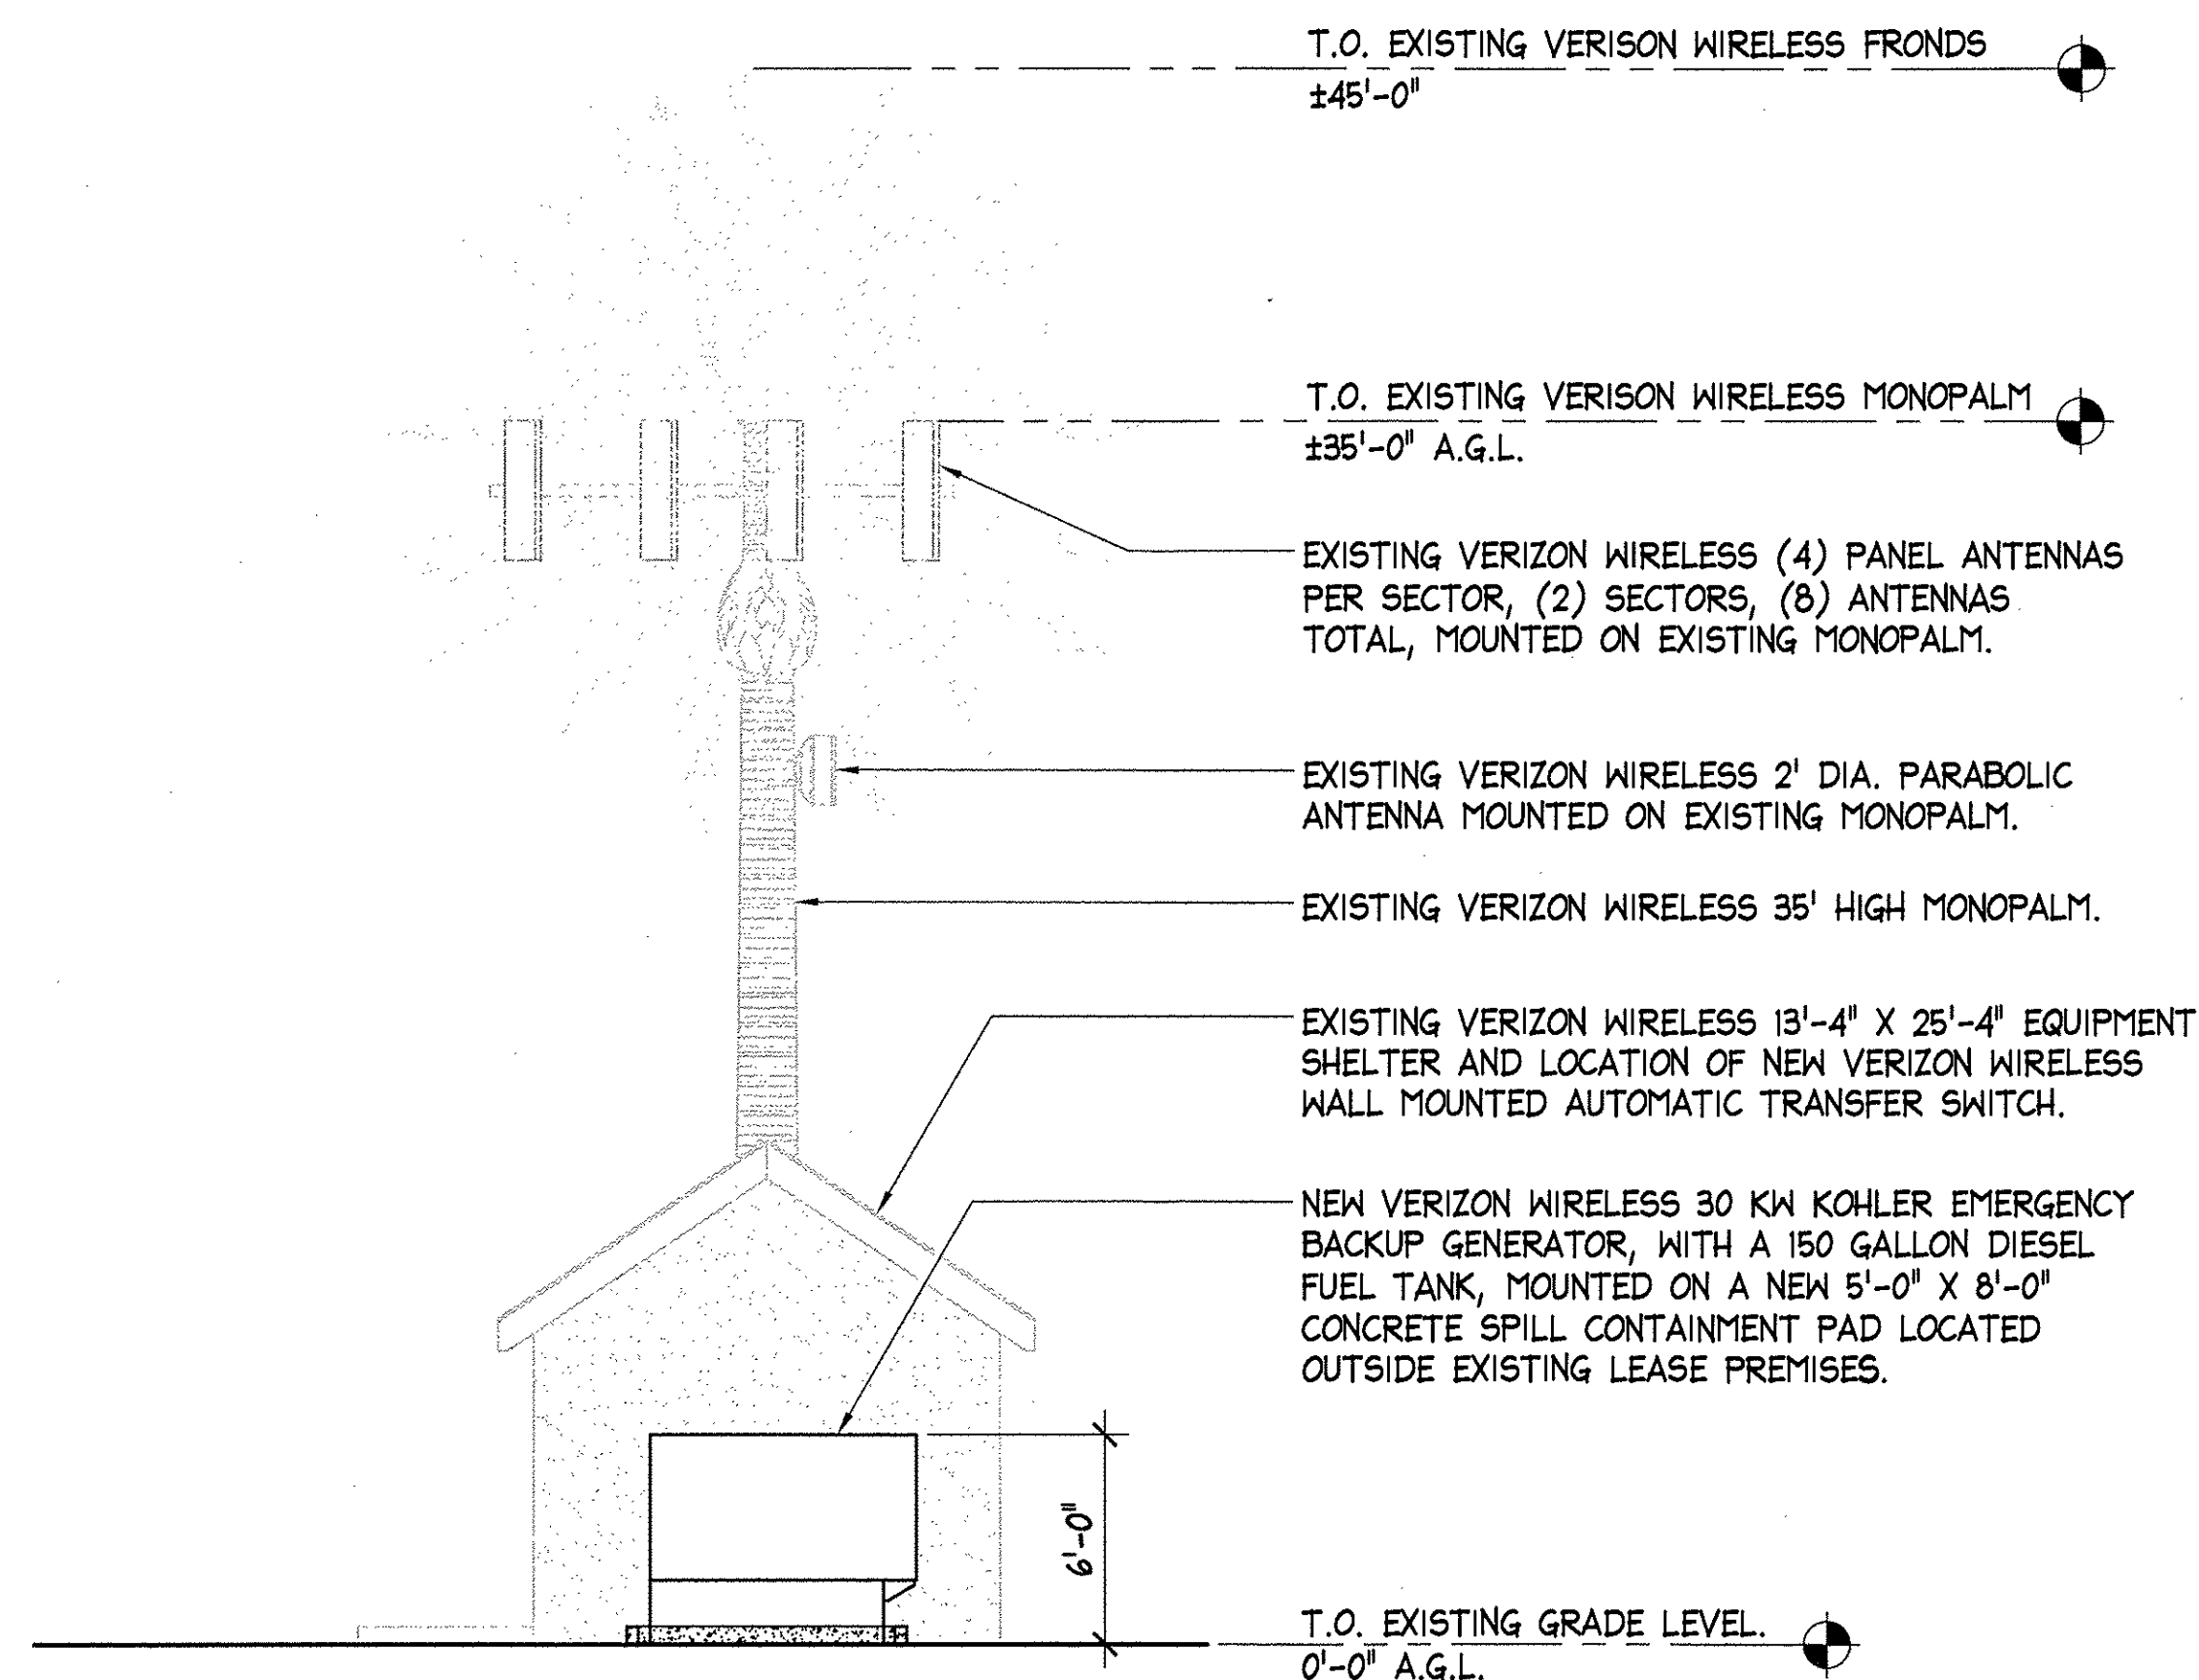 T.O. EXISTING VERISON WIRELESS FRONDS
±45'-0"
T.O. EXISTING VERISON WIRELESS MONOPALM
±35'-0" A.G.L.
EXISTING VERIZON WIRELESS (4) PANEL ANTENNAS
PER SECTOR, (2) SECTORS, (8) ANTENNAS
TOTAL, MOUNTED ON EXISTING MONOPALM.
EXISTING VERIZON WIRELESS 2' DIA. PARABOLIC
ANTENNA MOUNTED ON EXISTING MONOPALM.
EXISTING VERIZON WIRELESS 35' HIGH MONOPALM.
EXISTING VERIZON WIRELESS 13'-4" X 25'-4" EQUIPMENT
SHELTER AND LOCATION OF NEW VERIZON WIRELESS
WALL MOUNTED AUTOMATIC TRANSFER SWITCH.
NEW VERIZON WIRELESS 30 KW KOHLER EMERGENCY
BACKUP GENERATOR, WITH A 150 GALLON DIESEL
FUEL TANK, MOUNTED ON A NEW 5'-0" X 8'-0"
CONCRETE SPILL CONTAINMENT PAD LOCATED
OUTSIDE EXISTING LEASE PREMISES.
6'-0"
T.O. EXISTING GRADE LEVEL.
0'-0" A.G.L.